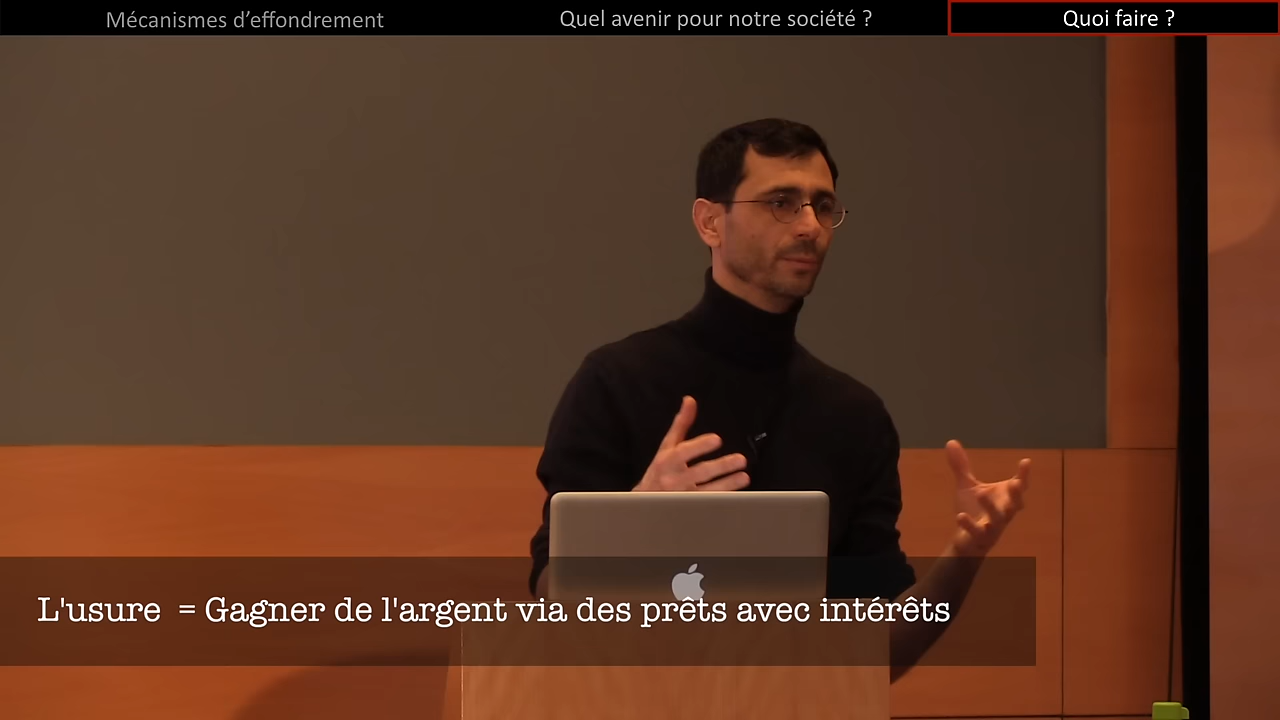 Mécanismes d’effondrement
Quel avenir pour notre société ?
Quoi faire ?
L'usure = Gagner de l'argent via des prêts avec intérêts